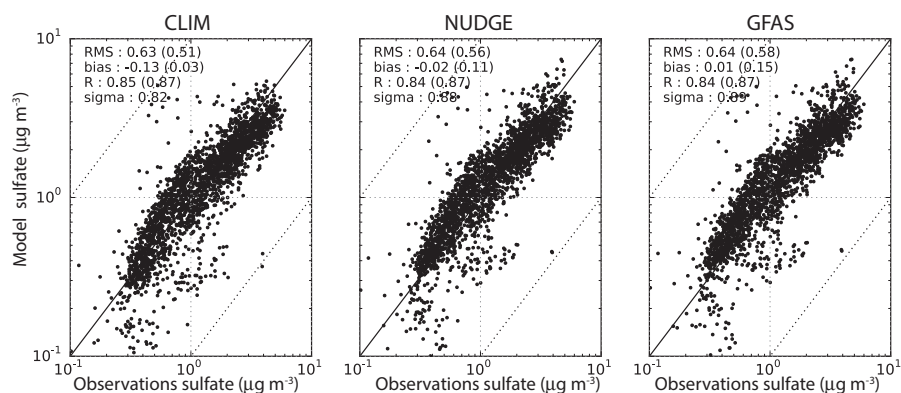 CLIM
NUDGE
GFAS
RMS : 0.63 (0.51)
bias : -0.13 (-0.03)
R : 0.85 (0.87)
sigma : 0.82
RMS : 0.64 (0.56)
bias : -0.02 (-0.11)
R : 0.84 (0.87)
sigma : 0.88
RMS : 0.64 (0.58)
bias : 0.01 (0.15)
R : 0.84 (0.87)
sigma : 0.89
Model sulfate (μg m⁻³)
10¹
10⁰
10⁻¹
10⁻¹ 10⁰ 10¹
10⁻¹ 10⁰ 10¹
10⁻¹ 10⁰ 10¹
Observations sulfate (μg m⁻³)
Observations sulfate (μg m⁻³)
Observations sulfate (μg m⁻³)